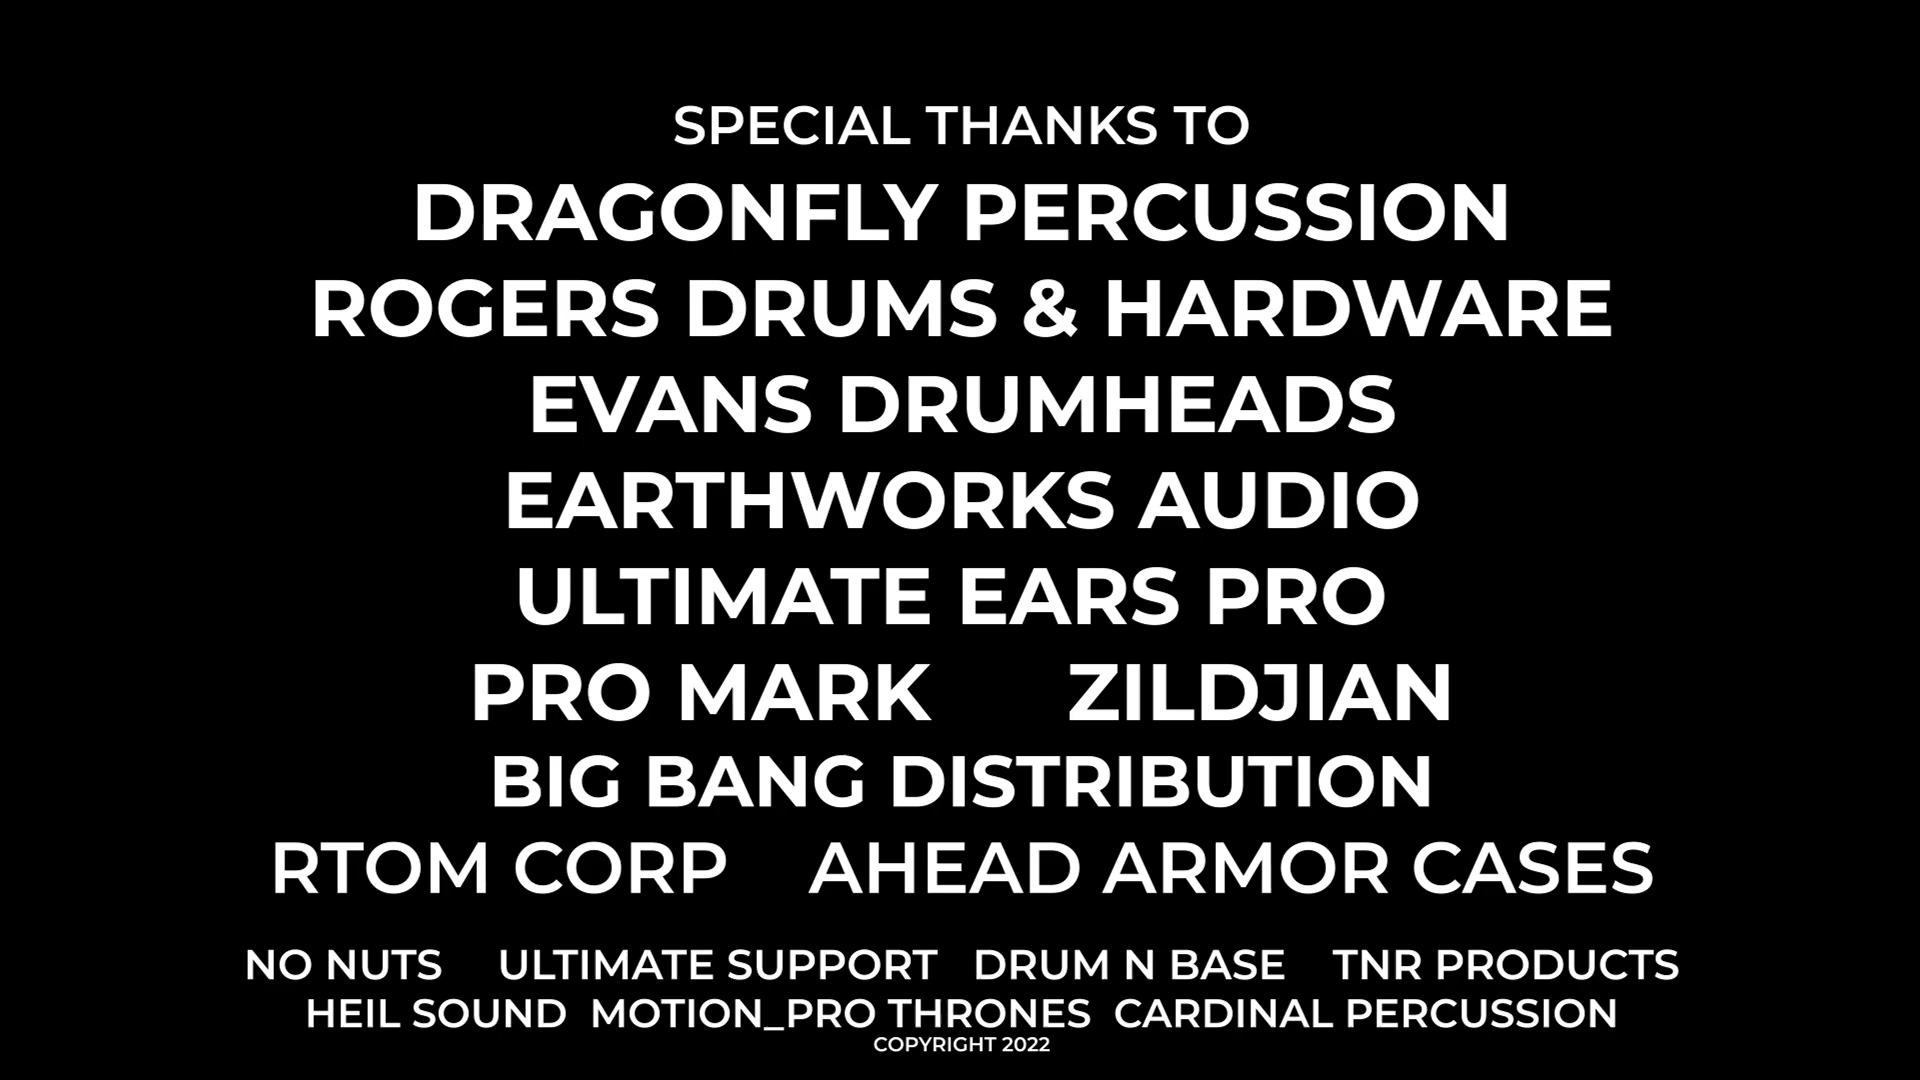 SPECIAL THANKS TO
DRAGONFLY PERCUSSION
ROGERS DRUMS & HARDWARE
EVANS DRUMHEADS
EARTHWORKS AUDIO
ULTIMATE EARS PRO
PRO MARK ZILDJIAN
BIG BANG DISTRIBUTION
RTOM CORP AHEAD ARMOR CASES
NO NUTS ULTIMATE SUPPORT DRUM N BASE TNR PRODUCTS
HEIL SOUND MOTION_PRO THRONES CARDINAL PERCUSSION
COPYRIGHT 2022